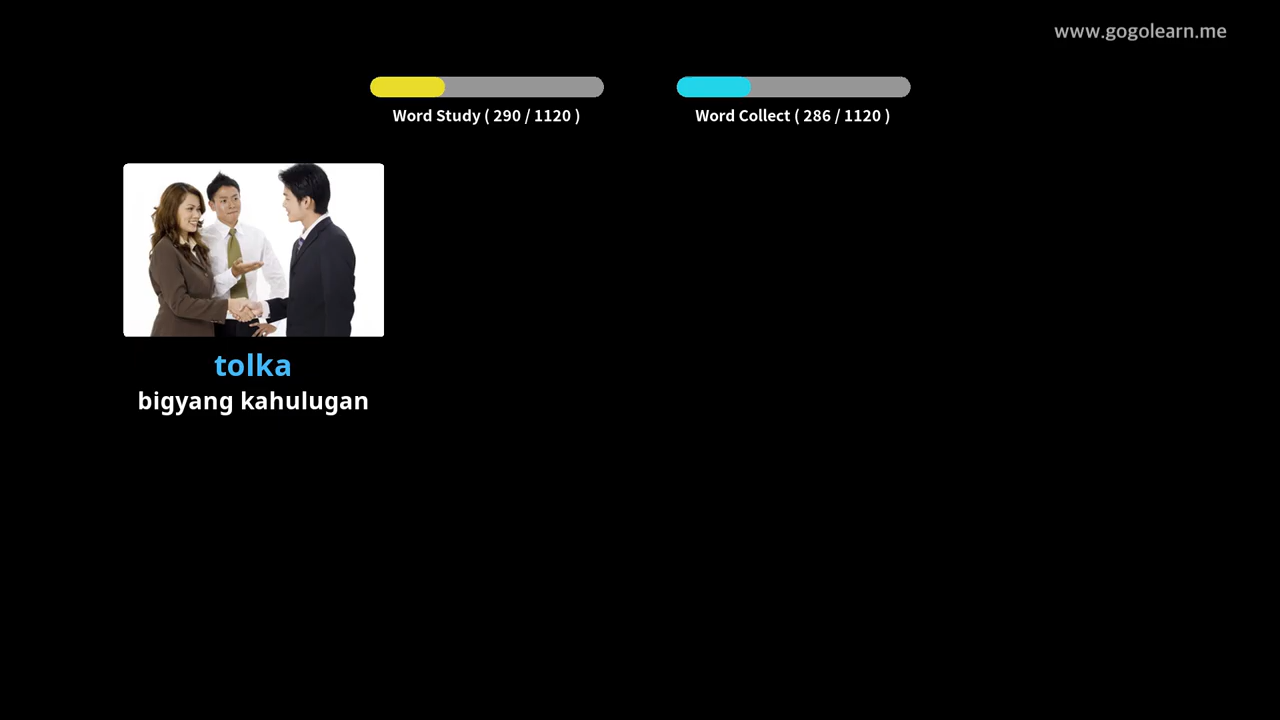 www.gogolearn.me
Word Study ( 290 / 1120 )
Word Collect ( 286 / 1120 )
tolka
bigyang kahulugan